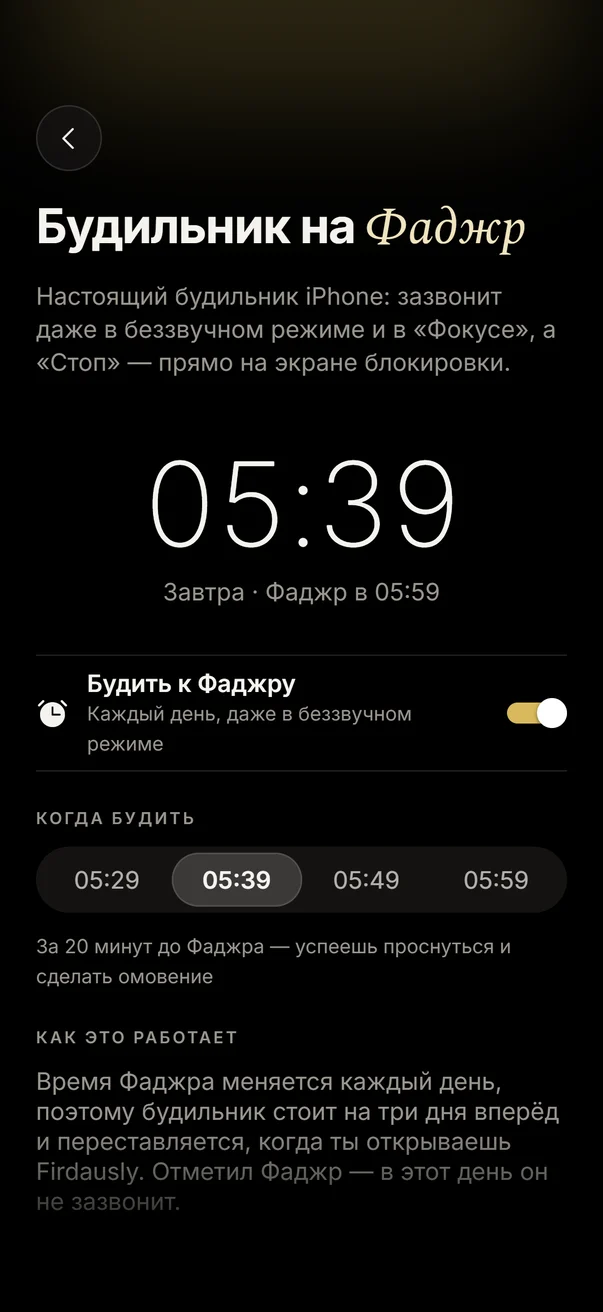 Будильник на Фаджр
Настоящий будильник iPhone: зазвонит
даже в беззвучном режиме и в «Фокусе», а
«Стоп» — прямо на экране блокировки.
05:39
Завтра · Фаджр в 05:59
Будить к Фаджру
Каждый день, даже в беззвучном
режиме
КОГДА БУДИТЬ
05:29 05:39 05:49 05:59
За 20 минут до Фаджра — успеешь проснуться и
сделать омовение
КАК ЭТО РАБОТАЕТ
Время Фаджра меняется каждый день,
поэтому будильник стоит на три дня вперёд
и переставляется, когда ты открываешь
Firdausly. Отметил Фаджр — в этот день он
не зазвонит.